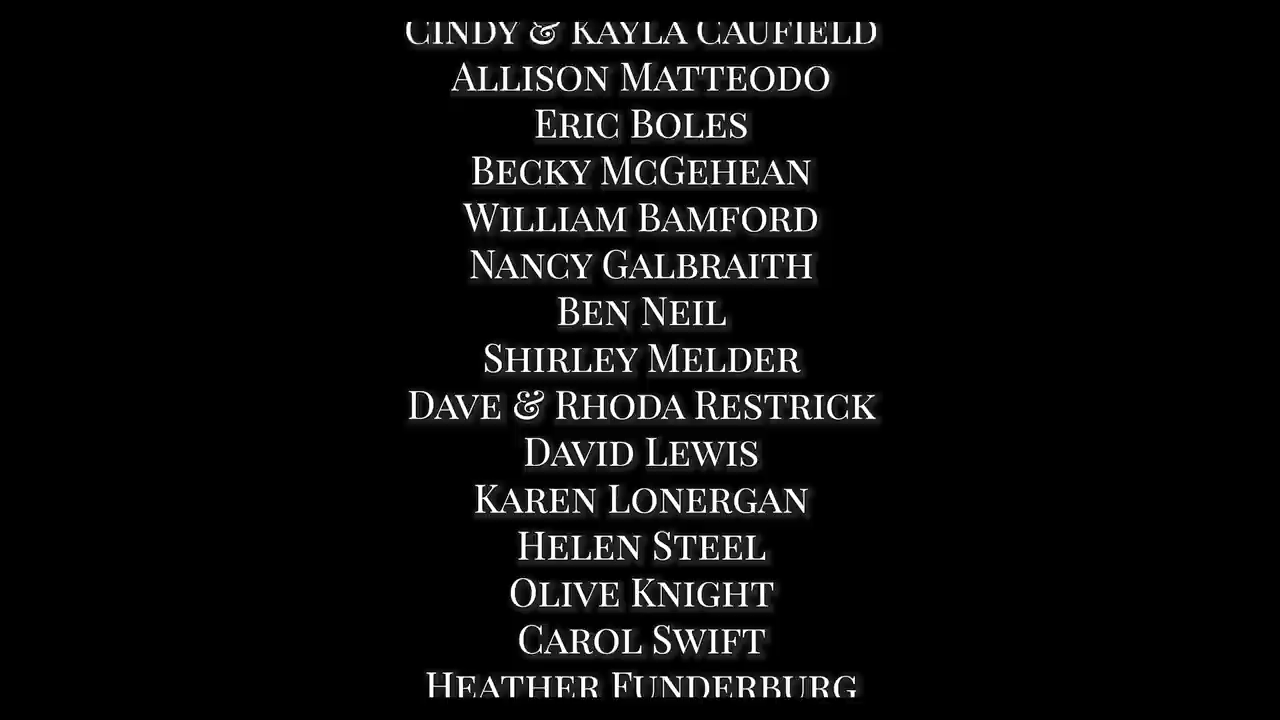 Cindy & Kayla Caufield
Allison Matteodo
Eric Boles
Becky McGehean
William Bamford
Nancy Galbraith
Ben Neil
Shirley Melder
Dave & Rhoda Restrick
David Lewis
Karen Lonergan
Helen Steel
Olive Knight
Carol Swift
Heather Funderburg